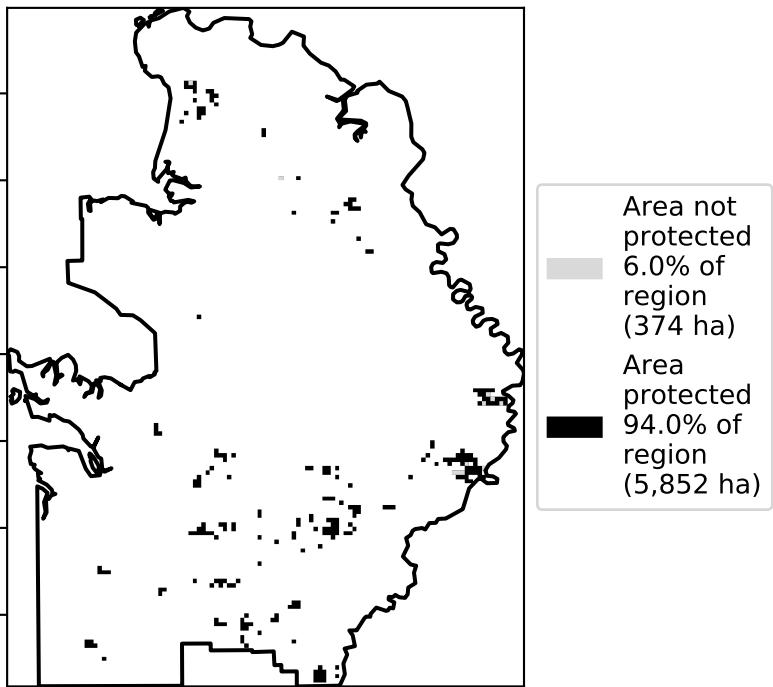 Area not
protected
6.0% of
region
(374 ha)
Area
protected
94.0% of
region
(5,852 ha)